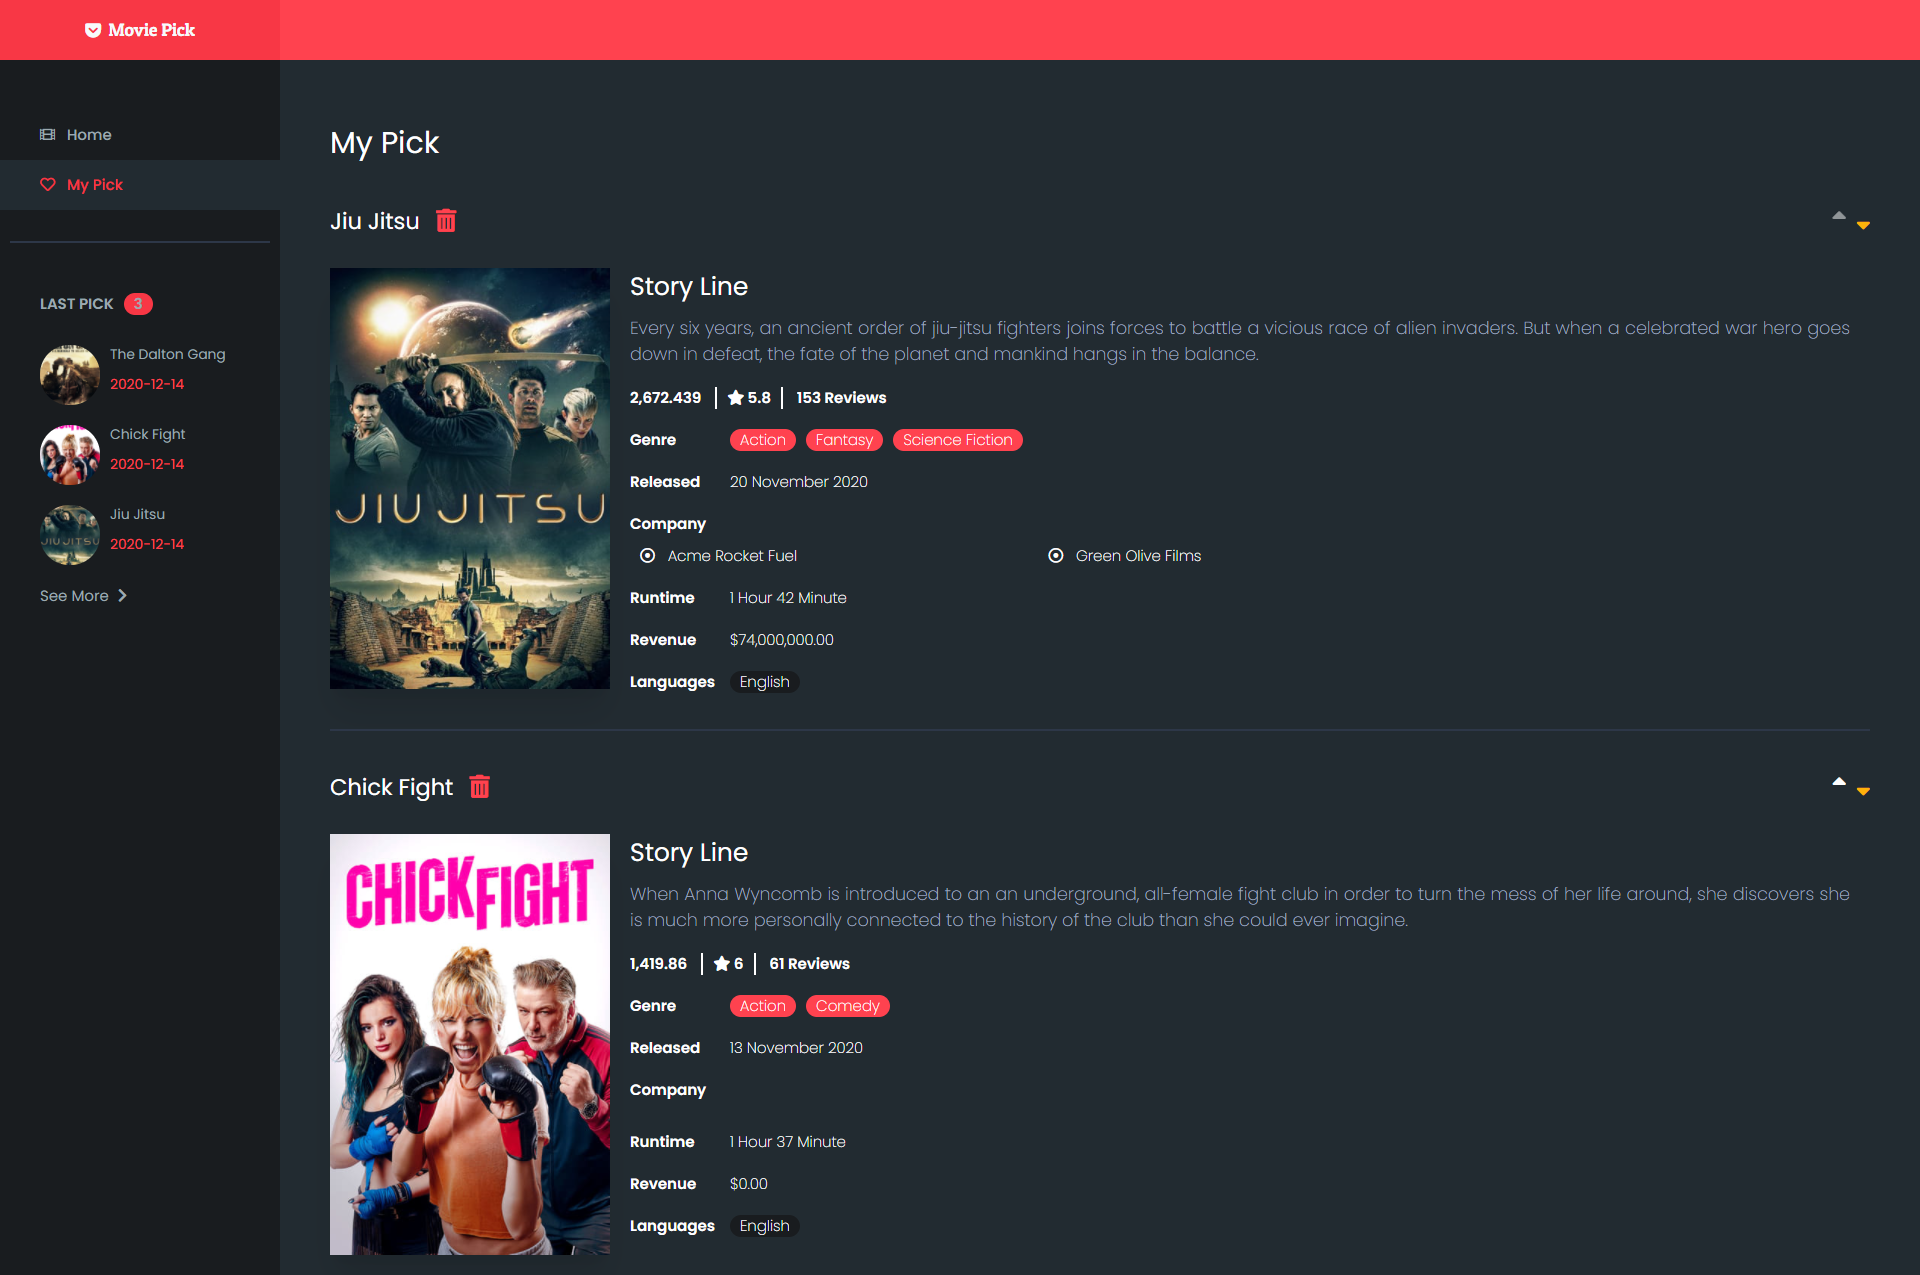 Movie Pick
Home
My Pick
LAST PICK 3
The Dalton Gang
2020-12-14
Chick Fight
2020-12-14
Jiu Jitsu
2020-12-14
See More
My Pick
Jiu Jitsu
JIU JITSU
Story Line
Every six years, an ancient order of jiu-jitsu fighters joins forces to battle a vicious race of alien invaders. But when a celebrated war hero goes
down in defeat, the fate of the planet and mankind hangs in the balance.
2,672.439 5.8 153 Reviews
Genre Action Fantasy Science Fiction
Released 20 November 2020
Company
Acme Rocket Fuel Green Olive Films
Runtime 1 Hour 42 Minute
Revenue $74,000,000.00
Languages English
Chick Fight
CHICK FIGHT
Story Line
When Anna Wyncomb is introduced to an an underground, all-female fight club in order to turn the mess of her life around, she discovers she
is much more personally connected to the history of the club than she could ever imagine.
1,419.86 6 61 Reviews
Genre Action Comedy
Released 13 November 2020
Company
Runtime 1 Hour 37 Minute
Revenue $0.00
Languages English